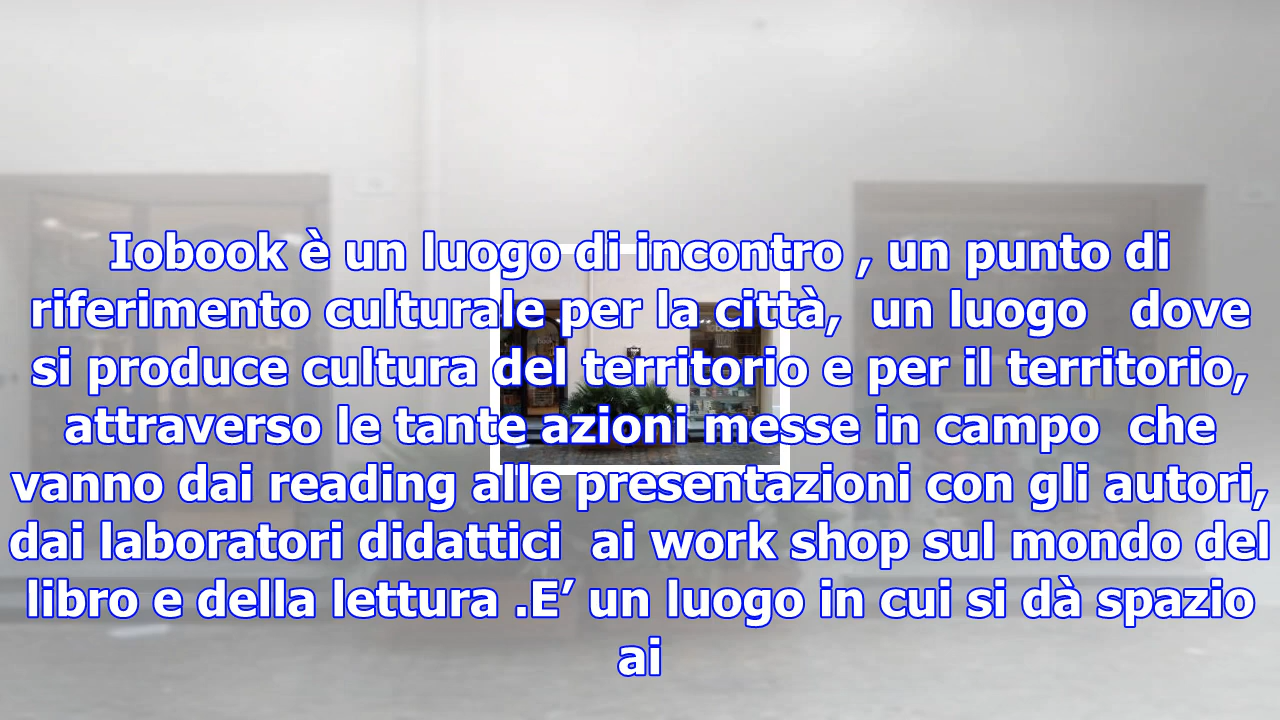 Iobook è un luogo di incontro , un punto di
riferimento culturale per la città,  un luogo   dove
si produce cultura del territorio e per il territorio,
attraverso le tante azioni messe in campo  che
vanno dai reading alle presentazioni con gli autori,
dai laboratori didattici  ai work shop sul mondo del
libro e della lettura .E’ un luogo in cui si dà spazio
ai